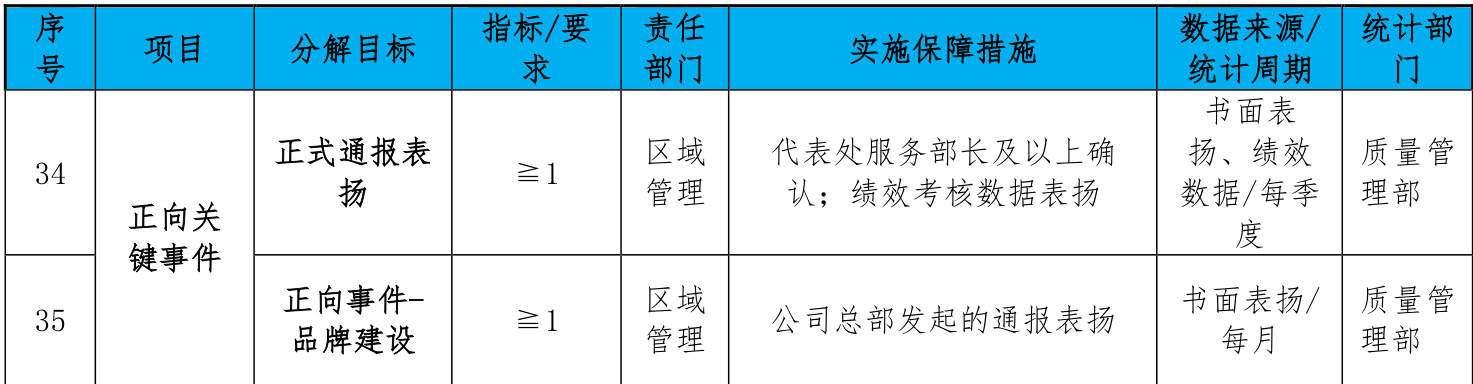 序号
项目
分解目标
指标/要求
责任部门
实施保障措施
数据来源/
统计周期
统计部门
34
正向关
键事件
正式通报表
扬
≧1
区域
管理
代表处服务部长及以上确
认；绩效考核数据表扬
书面表
扬、绩效
数据/每季
度
质量管
理部
35
正向事件-
品牌建设
≧1
区域
管理
公司总部发起的通报表扬
书面表扬/
每月
质量管
理部